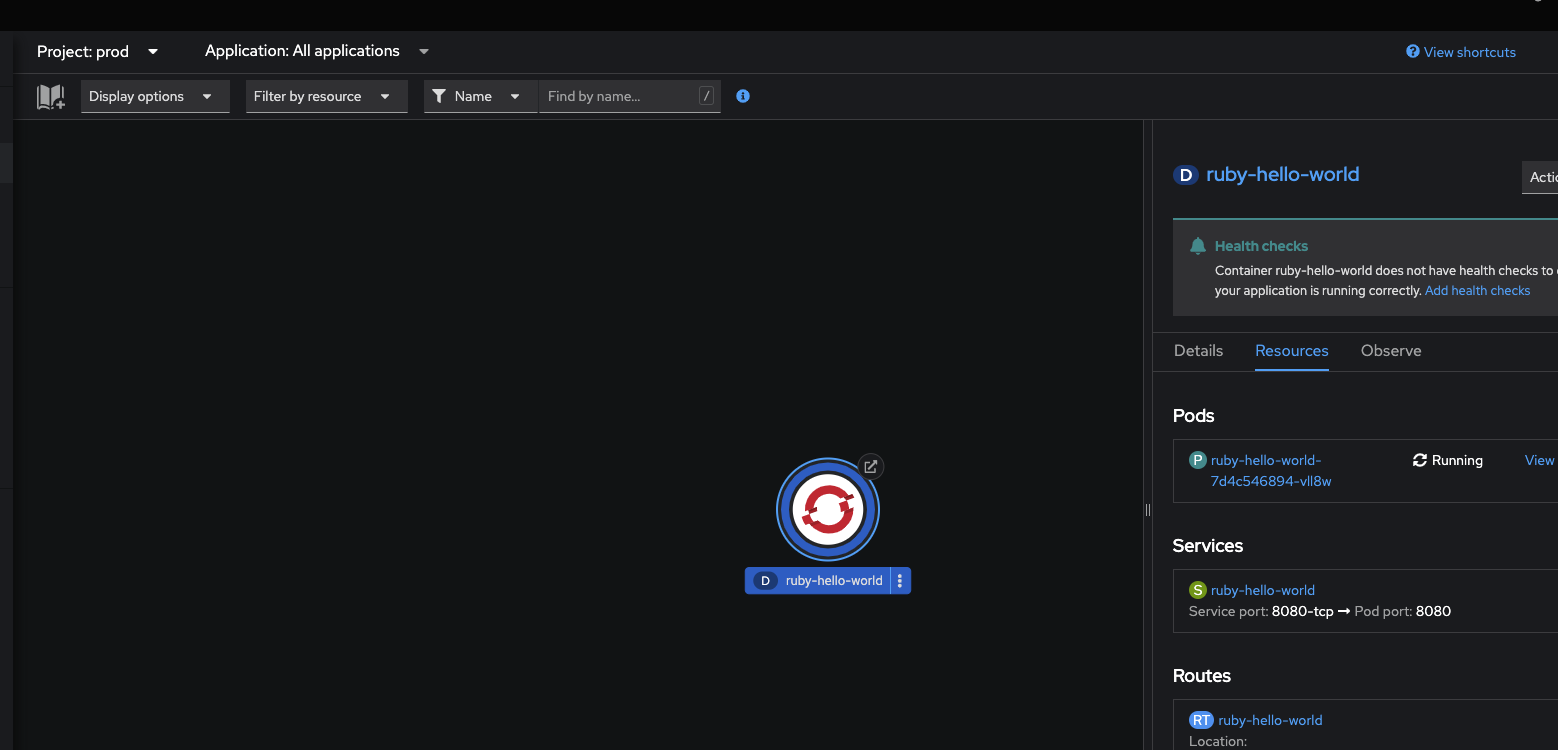 Project: prod
Application: All applications
View shortcuts
Display options
Filter by resource
Name
Find by name...
/
D ruby-hello-world
Health checks
Container ruby-hello-world does not have health checks to
your application is running correctly. Add health checks
Details Resources Observe
Pods
P ruby-hello-world-
7d4c546894-vll8w
Running
View
Services
S ruby-hello-world
Service port: 8080-tcp → Pod port: 8080
Routes
RT ruby-hello-world
Location:
D ruby-hello-world